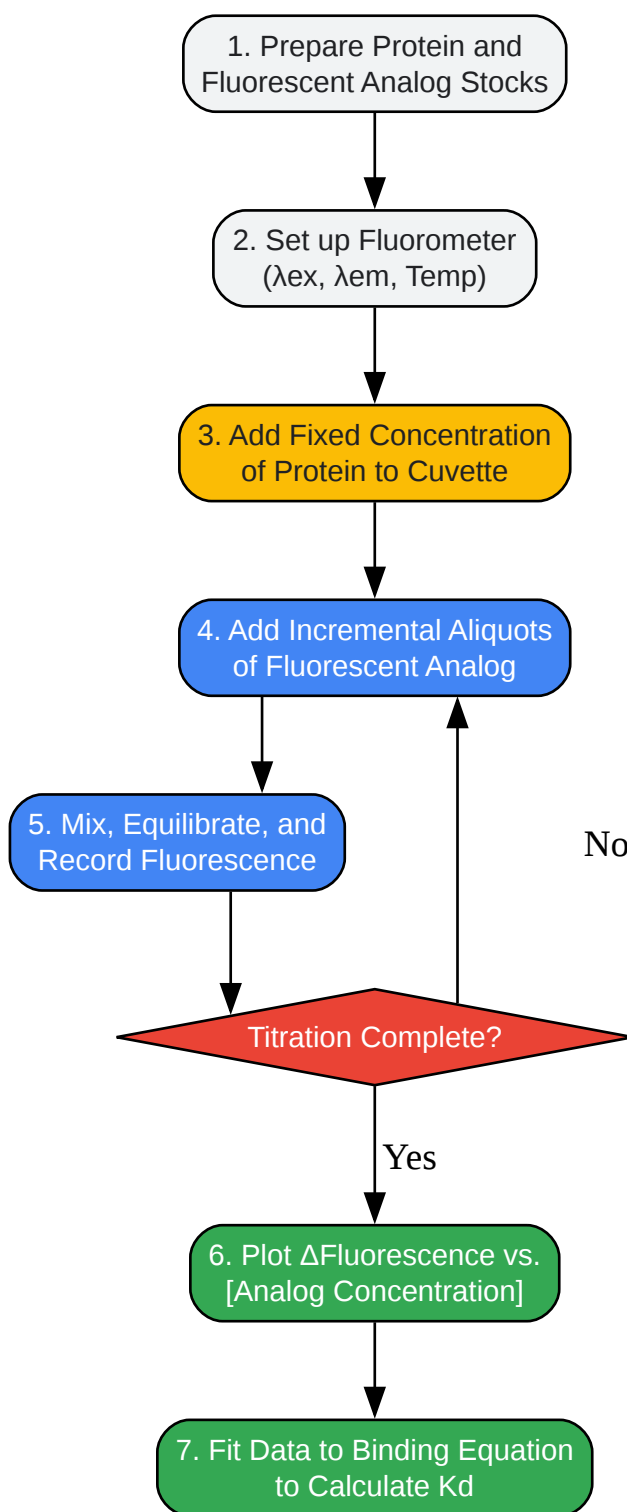 1. Prepare Protein and
Fluorescent Analog Stocks
2. Set up Fluorometer
(λex, λem, Temp)
3. Add Fixed Concentration
of Protein to Cuvette
4. Add Incremental Aliquots
of Fluorescent Analog
5. Mix, Equilibrate, and
Record Fluorescence
No
Titration Complete?
Yes
6. Plot ΔFluorescence vs.
[Analog Concentration]
7. Fit Data to Binding Equation
to Calculate Kd